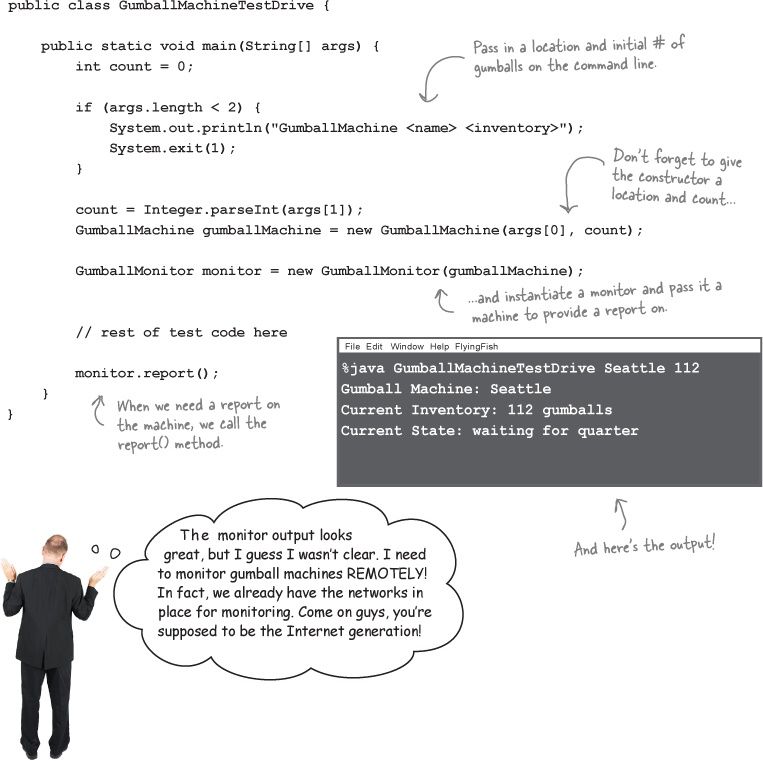 public class GumballMachineTestDrive {
public static void main(String[] args) {
int count = 0;
Pass in a location and initial # of
gumballs on the command line.
if (args.length < 2) {
System.out.println("GumballMachine <name> <inventory>");
System.exit(1);
}
Don't forget to give
the constructor a
location and count...
count = Integer.parseInt(args[1]);
GumballMachine gumballMachine = new GumballMachine(args[0], count);
GumballMonitor monitor = new GumballMonitor(gumballMachine);
...and instantiate a monitor and pass it a
machine to provide a report on.
// rest of test code here
monitor.report();
}
}
When we need a report on
the machine, we call the
report() method.
File Edit Window Help FlyingFish
%java GumballMachineTestDrive Seattle 112
Gumball Machine: Seattle
Current Inventory: 112 gumballs
Current State: waiting for quarter
And here's the output!
The monitor output looks
great, but I guess I wasn't clear. I need
to monitor gumball machines REMOTELY!
In fact, we already have the networks in
place for monitoring. Come on guys, you're
supposed to be the Internet generation!